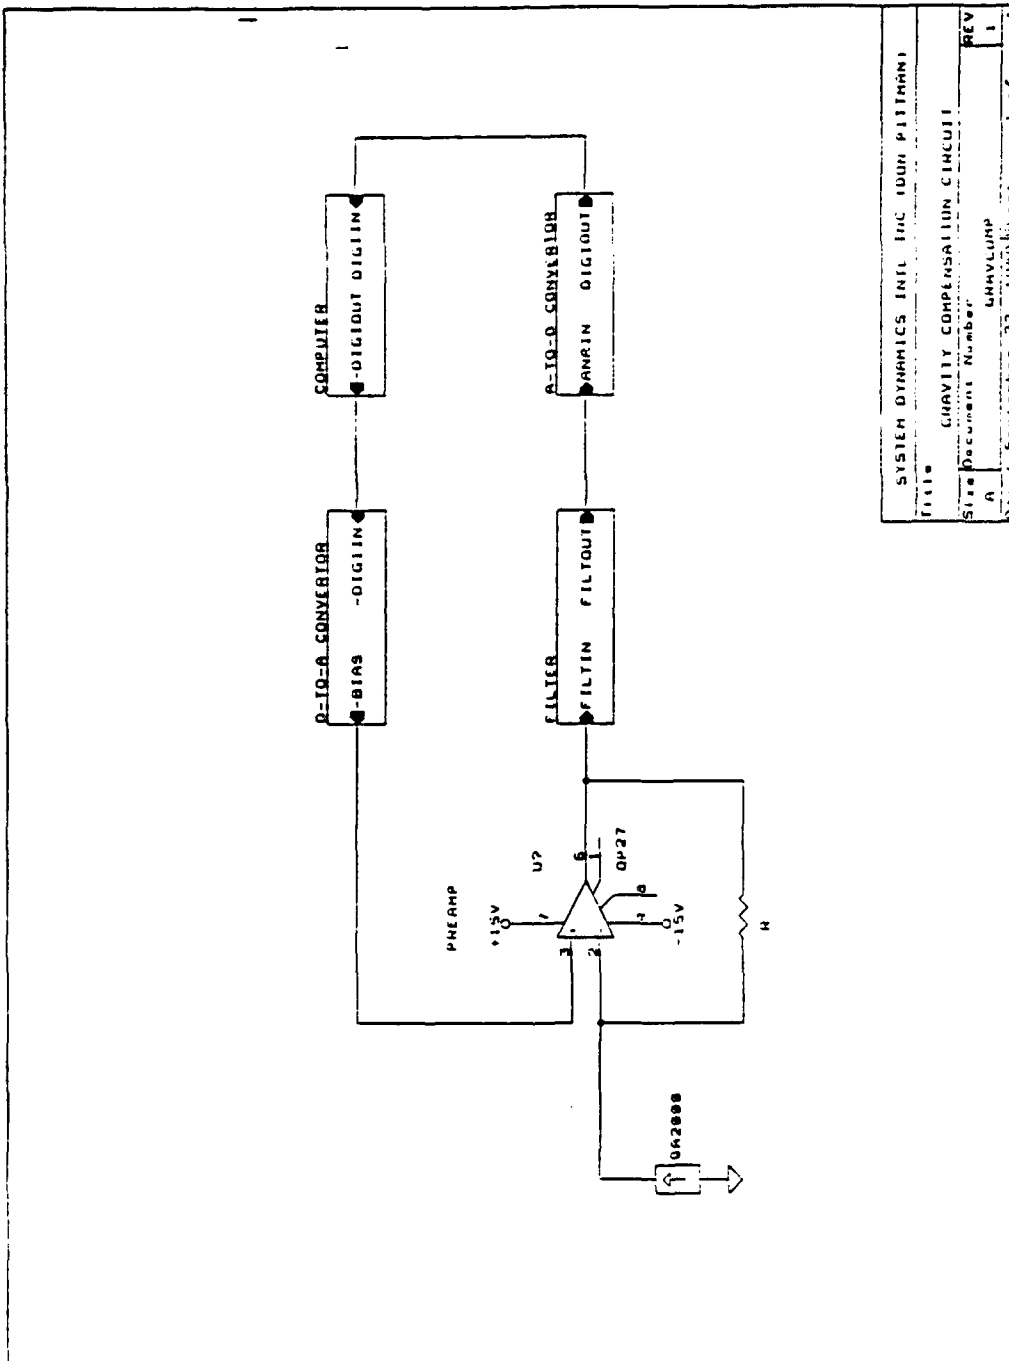 COMPUTER
-DIGIOUT DIGIIN
A-TO-D CONVERTOR
ANAIN DIGIOUT
D-TO-A CONVERTOR
-BIAS -DIGIIN
FILTER
FILTIN FILTOUT
PREAMP
U?
+15V
7
3
2
6
1
OP27
8
4
-15V
R
QA2000
SYSTEM DYNAMICS INTL INC (DON PITTMAN)
Title
GRAVITY COMPENSATION CIRCUIT
Size Document Number
REV
A
GRAVCOMP
1